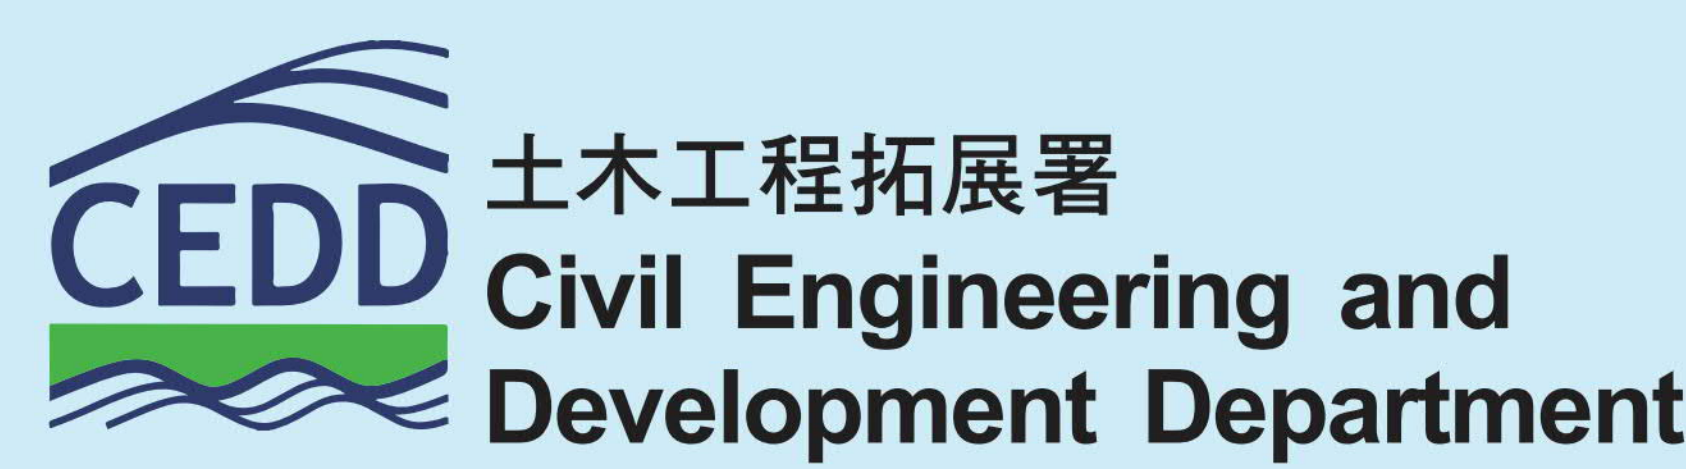 CEDD
土木工程拓展署
Civil Engineering and
Development Department